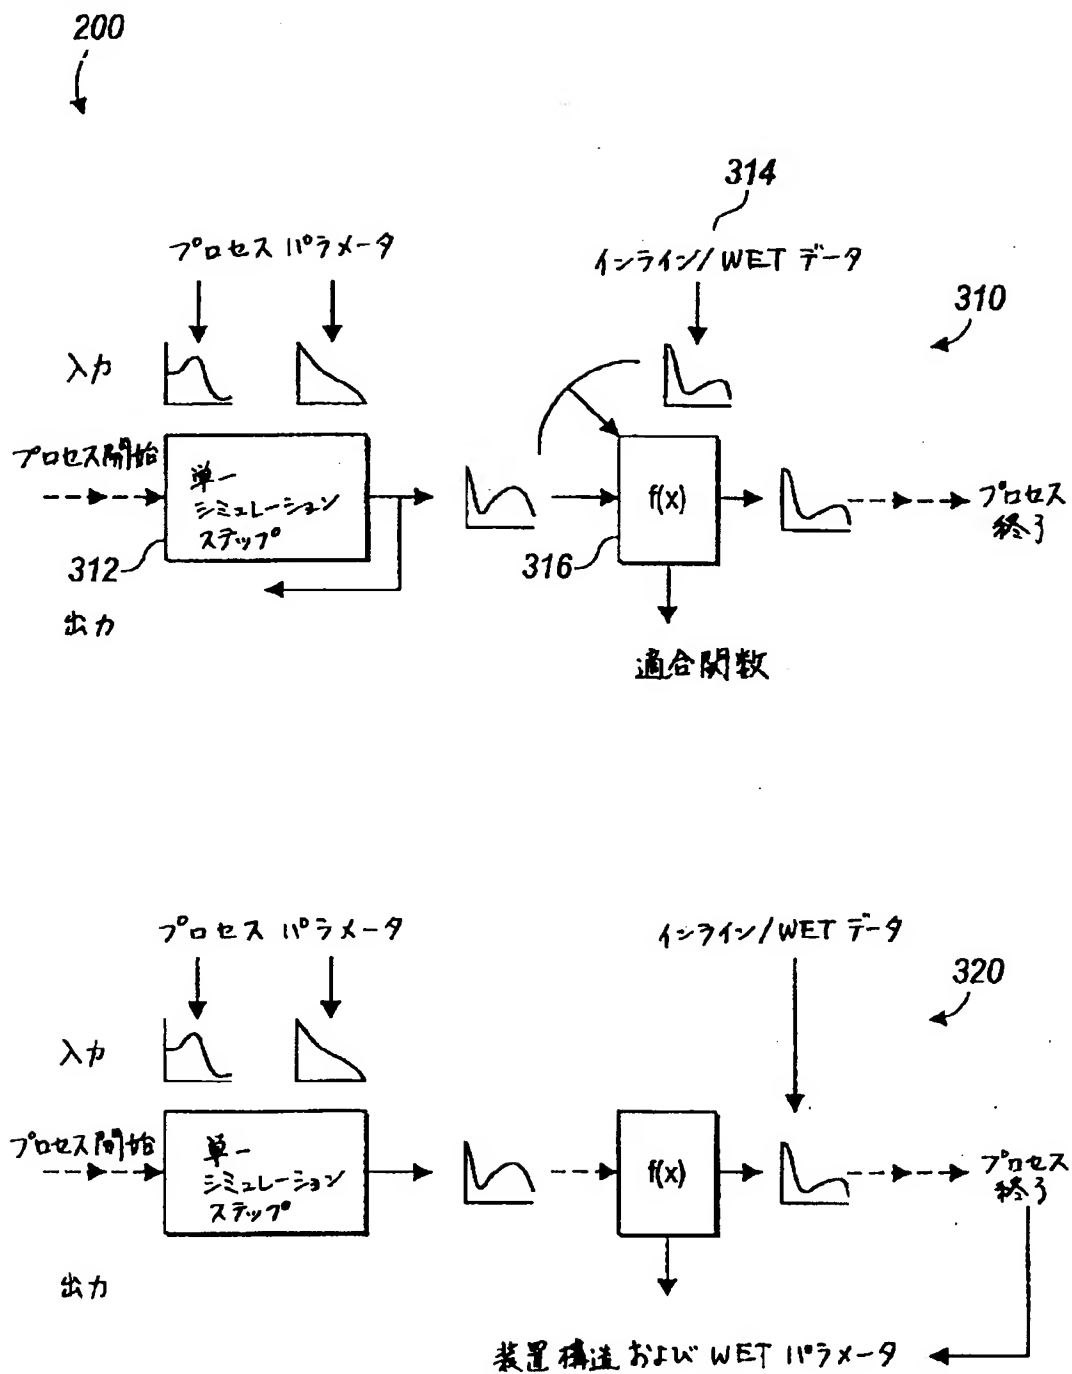 200
314
プロセス パラメータ
インライン/WET データ
310
入力
プロセス開始
単一
シミュレーション
ステップ
f(x)
プロセス
終了
312
316
出力
適合関数
プロセス パラメータ
インライン/WET データ
320
入力
プロセス開始
単一
シミュレーション
ステップ
f(x)
プロセス
終了
出力
装置構造および WET パラメータ